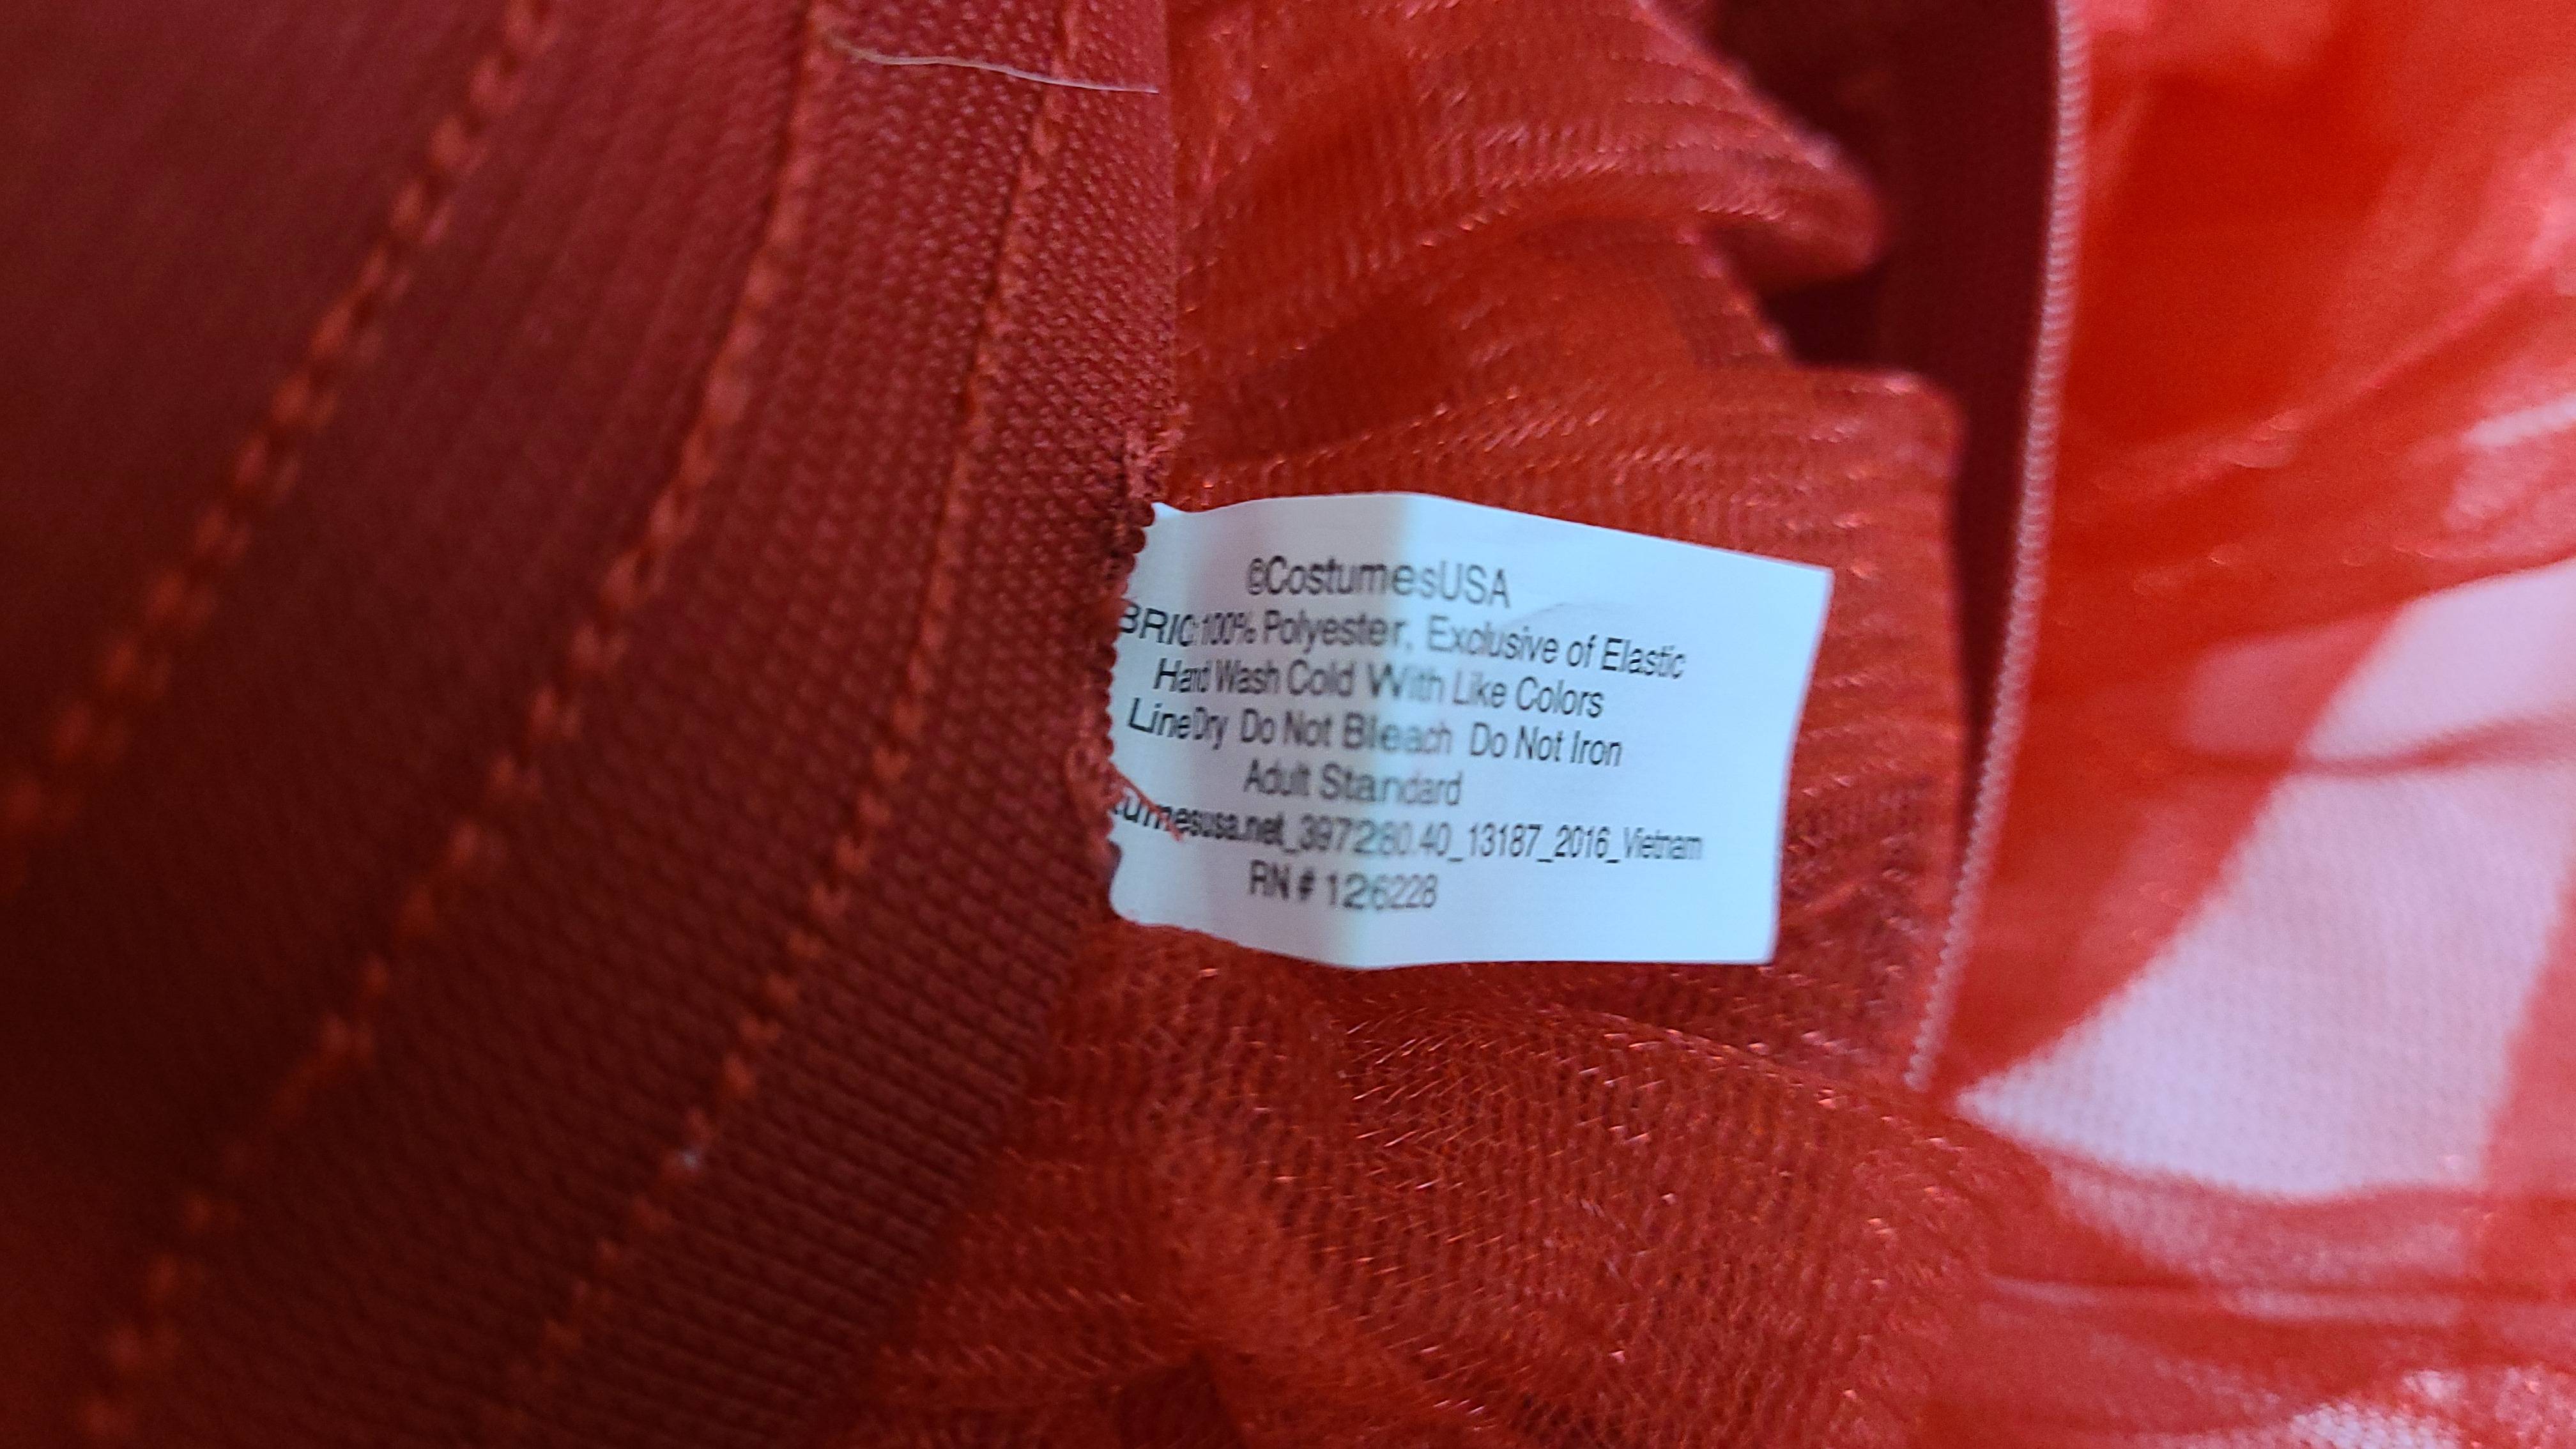 ©CostumesUSA
BRIC:100% Polyester, Exclusive of Elastic
Hand Wash Cold With Like Colors
Line Dry Do Not Bleach Do Not Iron
Adult Standard
tumesusa.net_397280.40_13187_2016_Vietnam
RN # 126228